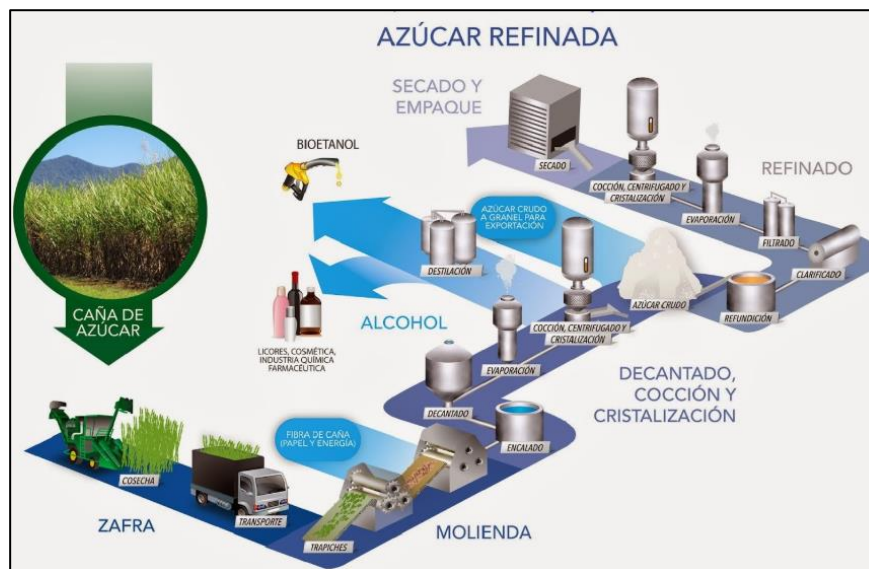 AZÚCAR REFINADA
SECADO Y
EMPAQUE
BIOETANOL
SECADO
COCCIÓN, CENTRIFUGADO Y
CRISTALIZACIÓN
REFINADO
EVAPORACIÓN
AZÚCAR CRUDO
A GRANEL PARA
EXPORTACIÓN
FILTRADO
CLARIFICADO
DESTILACIÓN
AZÚCAR CRUDO
REFUNDICIÓN
CAÑA DE
AZÚCAR
ALCOHOL
LICORES, COSMÉTICA,
INDUSTRIA QUÍMICA
FARMACÉUTICA
COCCIÓN, CENTRIFUGADO Y
CRISTALIZACIÓN
EVAPORACIÓN
DECANTADO,
COCCIÓN Y
CRISTALIZACIÓN
DECANTADO
FIBRA DE CAÑA
(PAPEL Y ENERGÍA)
ENCALADO
COSECHA
ZAFRA
TRANSPORTE
TRAPICHES
MOLIENDA